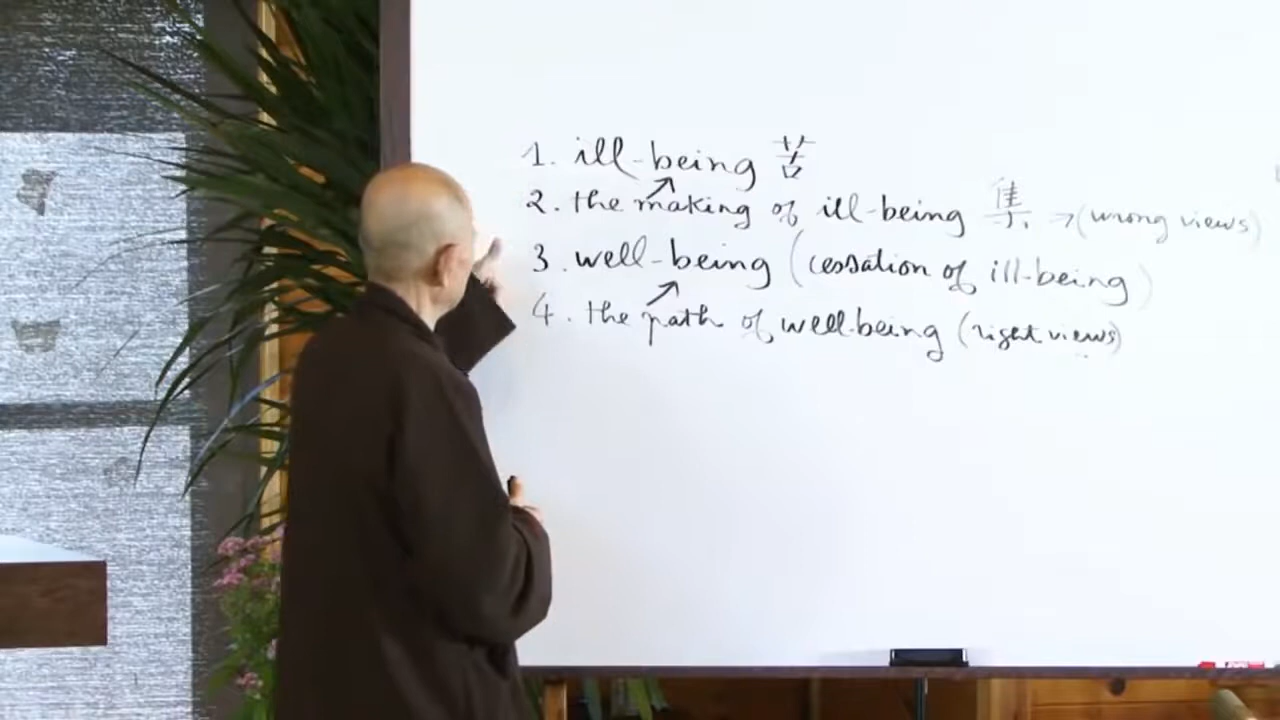 1. ill-being 苦
2. the making of ill-being 集 → (wrong views)
3. well-being (cessation of ill-being)
4. the path of well-being (right views)